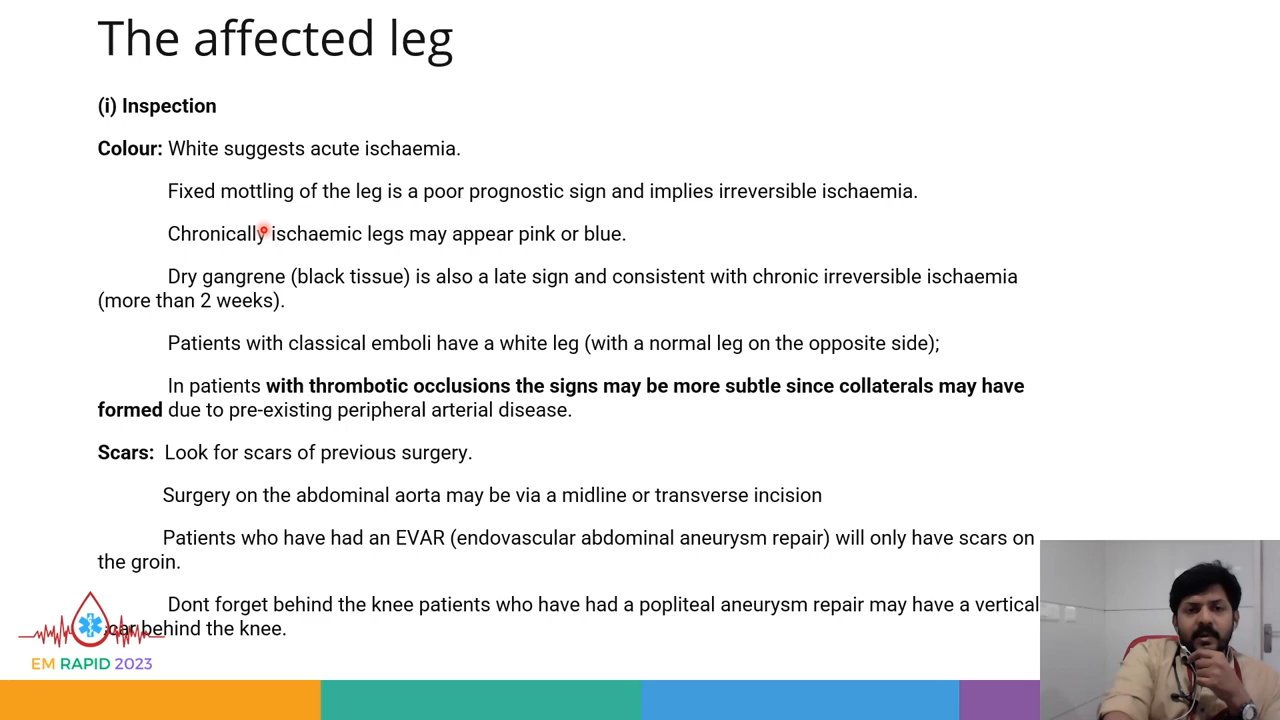 The affected leg
(i) Inspection
Colour: White suggests acute ischaemia.
Fixed mottling of the leg is a poor prognostic sign and implies irreversible ischaemia.
Chronically ischaemic legs may appear pink or blue.
Dry gangrene (black tissue) is also a late sign and consistent with chronic irreversible ischaemia
(more than 2 weeks).
Patients with classical emboli have a white leg (with a normal leg on the opposite side);
In patients with thrombotic occlusions the signs may be more subtle since collaterals may have
formed due to pre-existing peripheral arterial disease.
Scars: Look for scars of previous surgery.
Surgery on the abdominal aorta may be via a midline or transverse incision
Patients who have had an EVAR (endovascular abdominal aneurysm repair) will only have scars on
the groin.
Dont forget behind the knee patients who have had a popliteal aneurysm repair may have a vertical
scar behind the knee.
EM RAPID 2023